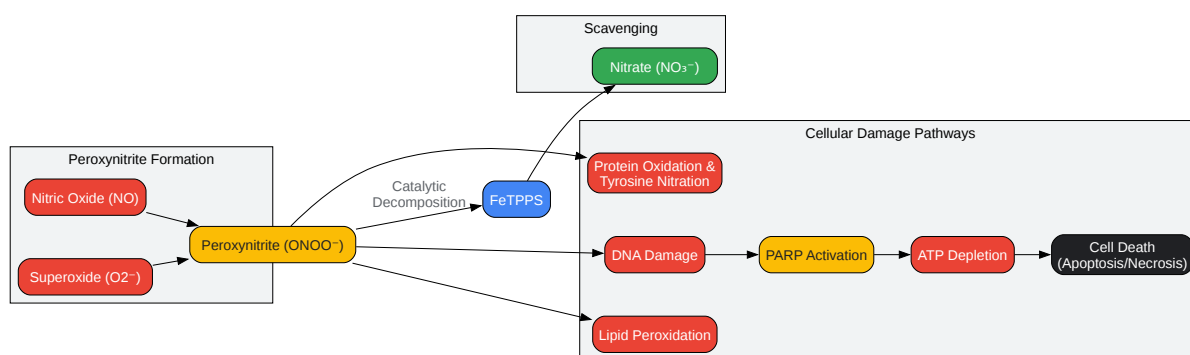 Scavenging
Nitrate (NO₃⁻)
Cellular Damage Pathways
Peroxynitrite Formation
Protein Oxidation &
Tyrosine Nitration
Nitric Oxide (NO)
Catalytic
Decomposition
FeTPPS
Peroxynitrite (ONOO⁻)
DNA Damage
PARP Activation
ATP Depletion
Cell Death
(Apoptosis/Necrosis)
Superoxide (O2⁻)
Lipid Peroxidation